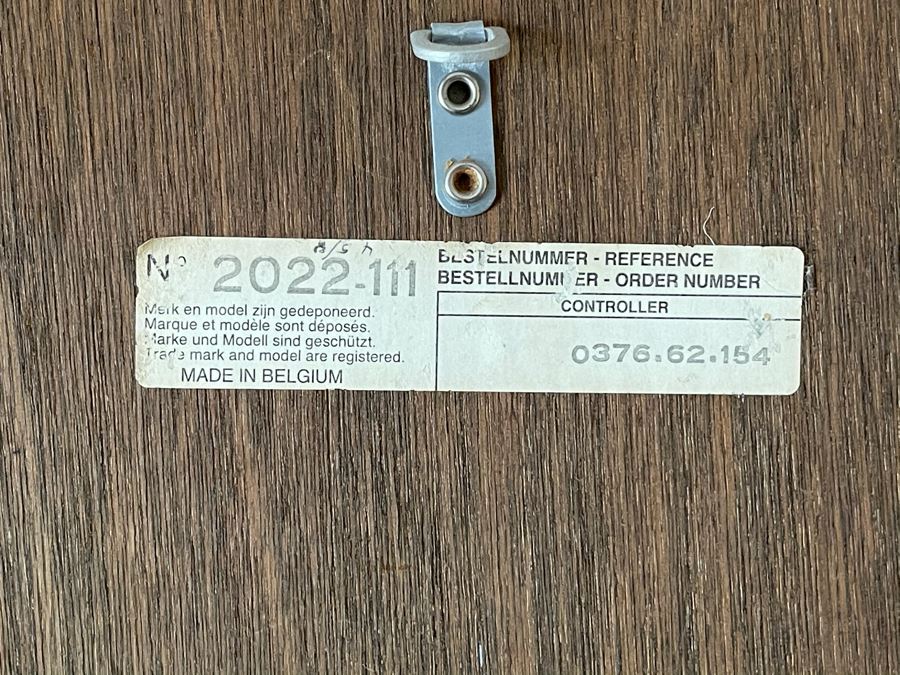 Nº 2022-111
Merk en model zijn gedeponeerd.
Marque et modèle sont déposés.
Marke und Modell sind geschützt.
Trade mark and model are registered.
MADE IN BELGIUM
BESTELNUMMER - REFERENCE
BESTELLNUMMER - ORDER NUMBER
CONTROLLER
0376.62.154